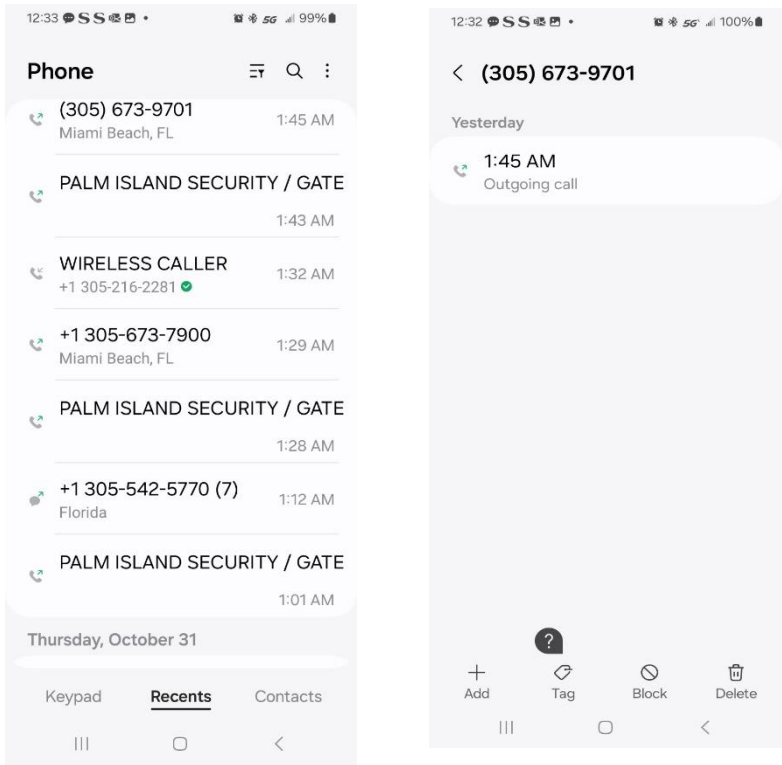 12:33 S S 5G 99%
Phone
(305) 673-9701
Miami Beach, FL
1:45 AM
PALM ISLAND SECURITY / GATE
1:43 AM
WIRELESS CALLER
+1 305-216-2281
1:32 AM
+1 305-673-7900
Miami Beach, FL
1:29 AM
PALM ISLAND SECURITY / GATE
1:28 AM
+1 305-542-5770 (7)
Florida
1:12 AM
PALM ISLAND SECURITY / GATE
1:01 AM
Thursday, October 31
Keypad Recents Contacts
12:32 S S 5G 100%
(305) 673-9701
Yesterday
1:45 AM
Outgoing call
?
Add Tag Block Delete